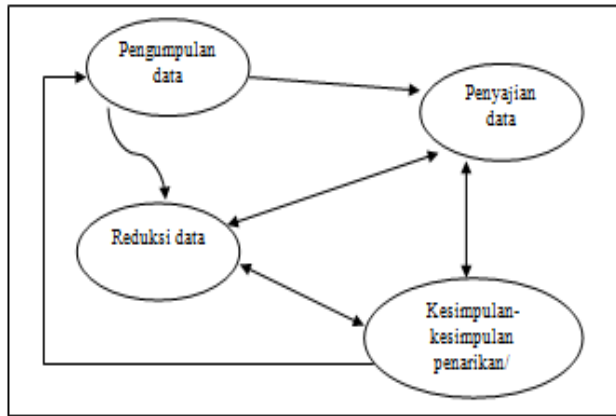 Pengumpulan
data
Penyajian
data
Reduksi data
Kesimpulan-
kesimpulan
penarikan/